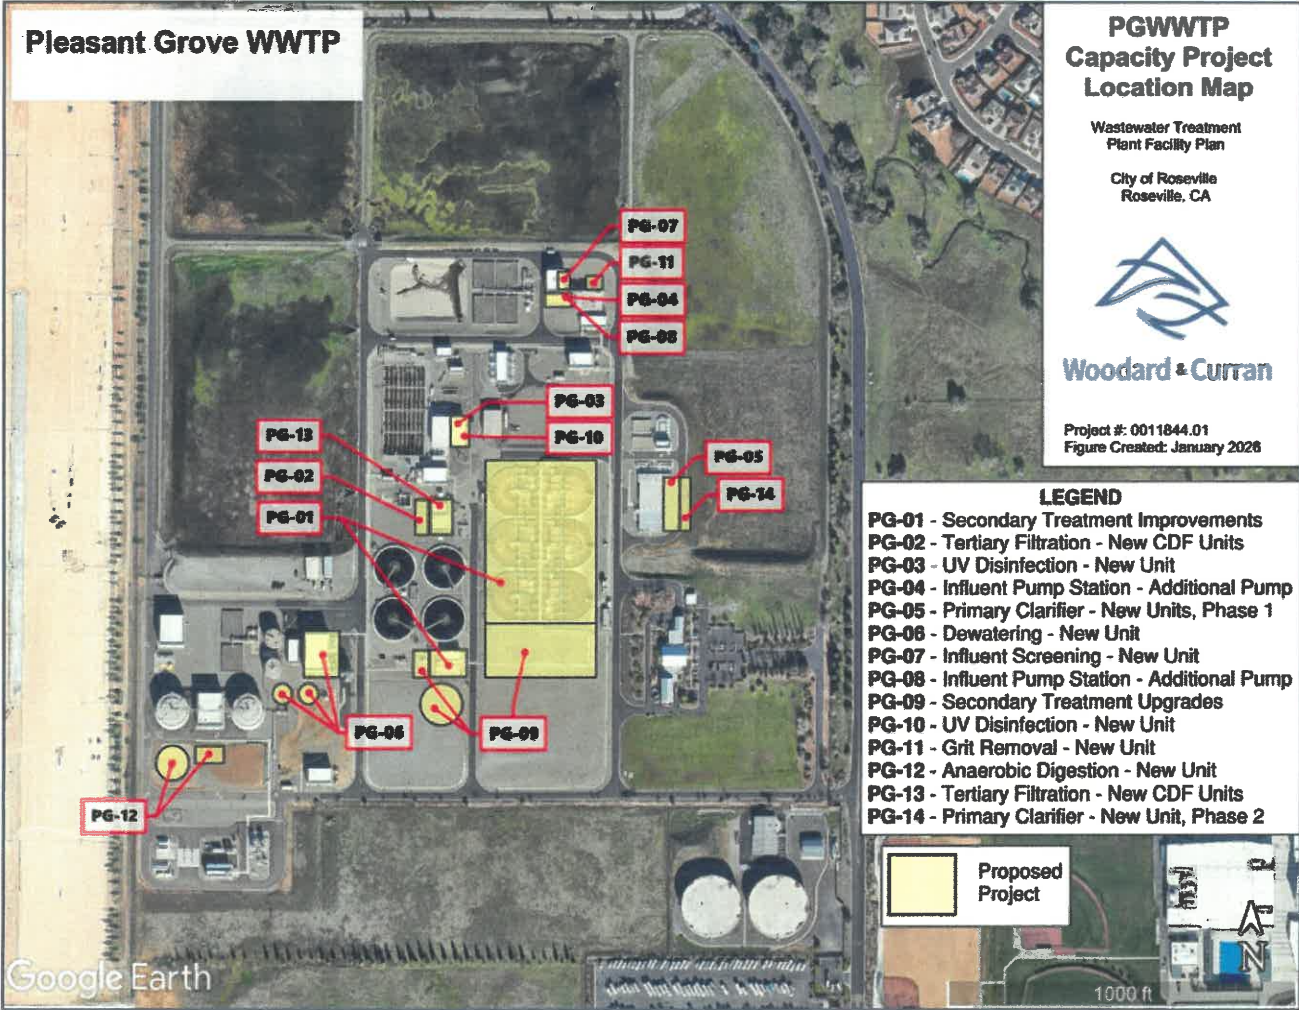 Pleasant Grove WWTP
PGWWTP
Capacity Project
Location Map
Wastewater Treatment
Plant Facility Plan
City of Roseville
Roseville, CA
Woodard & Curran
Project #: 0011844.01
Figure Created: January 2026
PG-07
PG-11
PG-04
PG-08
PG-03
PG-10
PG-13
PG-02
PG-01
PG-05
PG-14
PG-06
PG-09
PG-12
LEGEND
PG-01 - Secondary Treatment Improvements
PG-02 - Tertiary Filtration - New CDF Units
PG-03 - UV Disinfection - New Unit
PG-04 - Influent Pump Station - Additional Pump
PG-05 - Primary Clarifier - New Units, Phase 1
PG-06 - Dewatering - New Unit
PG-07 - Influent Screening - New Unit
PG-08 - Influent Pump Station - Additional Pump
PG-09 - Secondary Treatment Upgrades
PG-10 - UV Disinfection - New Unit
PG-11 - Grit Removal - New Unit
PG-12 - Anaerobic Digestion - New Unit
PG-13 - Tertiary Filtration - New CDF Units
PG-14 - Primary Clarifier - New Unit, Phase 2
Proposed
Project
N
Google Earth
1000 ft